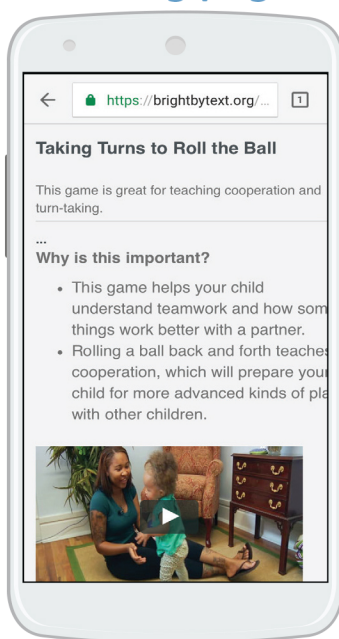 https://brightbytext.org/...
1
Taking Turns to Roll the Ball
This game is great for teaching cooperation and
turn-taking.
...
Why is this important?
• This game helps your child
understand teamwork and how som
things work better with a partner.
• Rolling a ball back and forth teaches
cooperation, which will prepare your
child for more advanced kinds of pla
with other children.